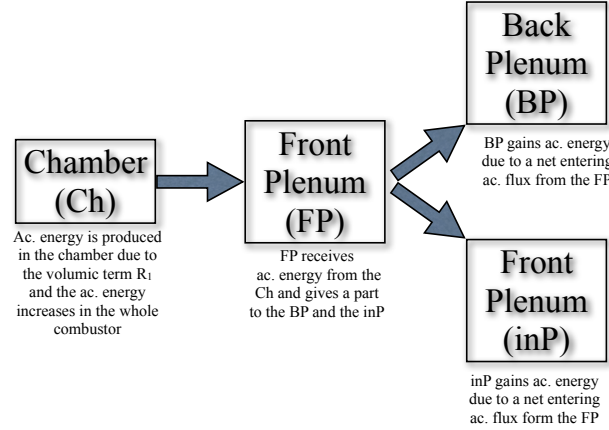 Chamber
(Ch)
Ac. energy is produced
in the chamber due to
the volumic term R₁
and the ac. energy
increases in the whole
combustor
Front
Plenum
(FP)
FP receives
ac. energy from the
Ch and gives a part
to the BP and the inP
Back
Plenum
(BP)
BP gains ac. energy
due to a net entering
ac. flux from the FP
Front
Plenum
(inP)
inP gains ac. energy
due to a net entering
ac. flux form the FP